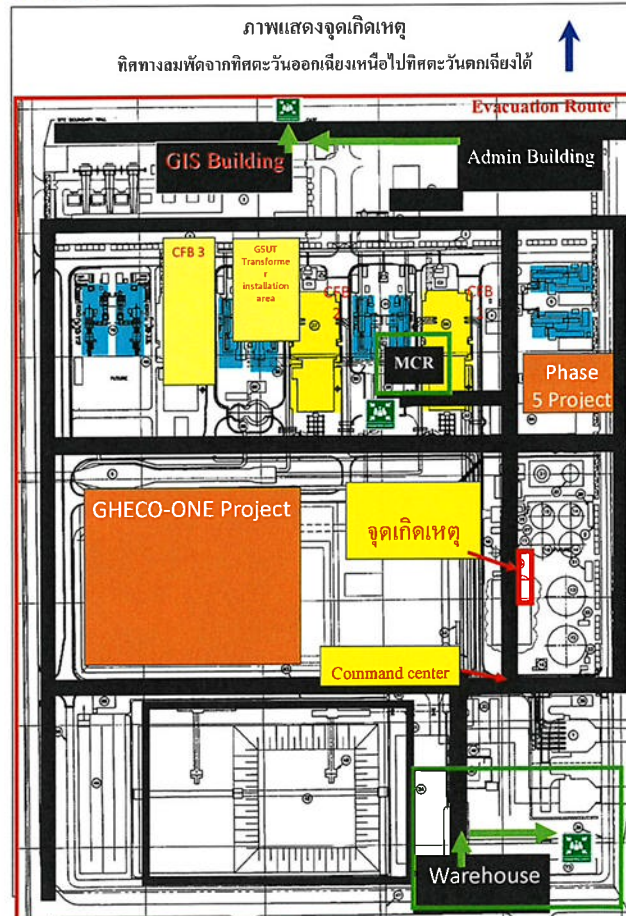 ภาพแสดงจุดเกิดเหตุ
ทิศทางลมพัดจากทิศตะวันออกเฉียงเหนือไปทิศตะวันตกเฉียงใต้
Evacuation Route
GIS Building
Admin Building
CFB 3
GSUT
Transforme
r
installation
area
CFB
CFB
MCR
Phase
5 Project
FUTURE
GHECO-ONE Project
จุดเกิดเหตุ
Command center
Warehouse